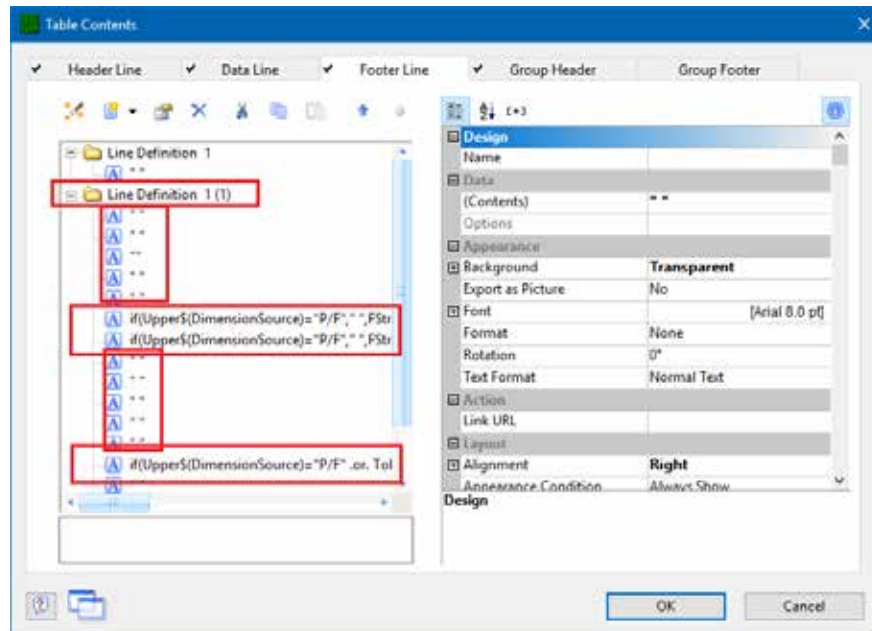 Table Contents
Header Line Data Line Footer Line Group Header Group Footer
Line Definition 1
" "
Line Definition 1 (1)
" "
" "
" "
" "
" "
if(Upper$(DimensionSource)="P/F"," ",FStr
if(Upper$(DimensionSource)="P/F"," ",FStr
" "
" "
" "
" "
" "
if(Upper$(DimensionSource)="P/F" .or. Tol
" "
Design
Name
Data
(Contents) " "
Options
Appearance
Background Transparent
Export as Picture No
Font [Arial 8.0 pt]
Format None
Rotation 0°
Text Format Normal Text
Action
Link URL
Layout
Alignment Right
Appearance Condition Always Show
Design
OK Cancel